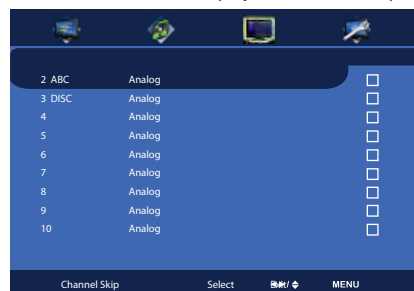 2 ABC Analog
3 DISC Analog
4 Analog
5 Analog
6 Analog
7 Analog
8 Analog
9 Analog
10 Analog
Channel Skip Select / MENU